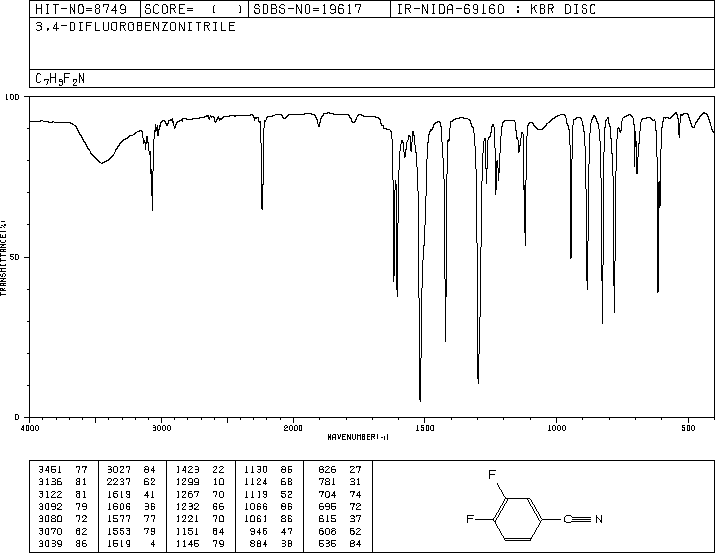 HIT-NO=8749 SCORE= ( ) SDBS-NO=19617 IR-NIDA-69160 : KBR DISC
3,4-DIFLUOROBENZONITRILE
C7H3F2N
100
50
0
TRANSMITTANCE(%)
4000 3000 2000 1500 1000 500
WAVENUMBER(-1)
3461 77 3027 84 1423 22 1130 86 826 27
3136 81 2237 62 1299 10 1124 68 781 31
3122 81 1619 41 1267 70 1119 52 704 74
3092 79 1606 36 1232 66 1066 86 695 72
3080 72 1577 77 1221 70 1061 86 615 37
3070 62 1553 79 1151 84 946 47 608 62
3039 86 1519 4 1145 79 884 38 535 84
F
F C N